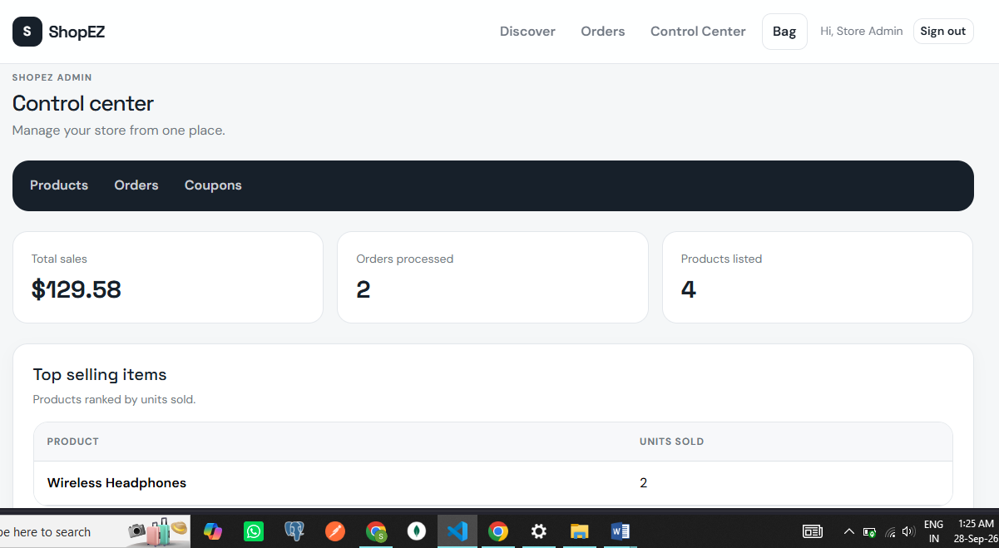 S ShopEZ Discover Orders Control Center Bag Hi, Store Admin Sign out
SHOPEZ ADMIN
Control center
Manage your store from one place.
Products Orders Coupons
Total sales Orders processed Products listed
$129.58 2 4
Top selling items
Products ranked by units sold.
PRODUCT UNITS SOLD
Wireless Headphones 2
here to search
S
W
ENG
IN
1:25 AM
28-Sep-26